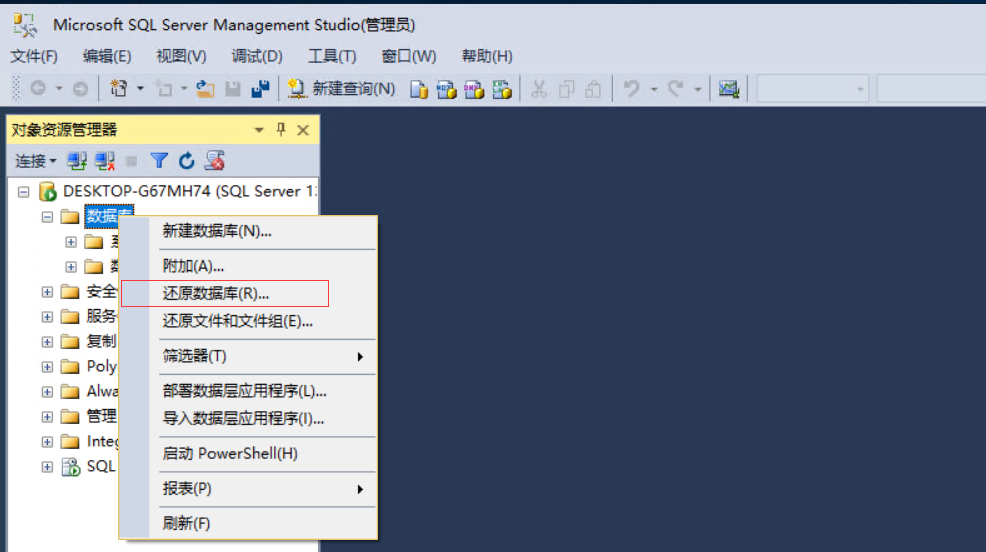 Microsoft SQL Server Management Studio(管理员)
文件(F) 编辑(E) 视图(V) 调试(D) 工具(T) 窗口(W) 帮助(H)
新建查询(N)
对象资源管理器
连接
DESKTOP-G67MH74 (SQL Server 1
数据库
新建数据库(N)...
附加(A)...
还原数据库(R)...
还原文件和文件组(E)...
筛选器(T)
部署数据层应用程序(L)...
导入数据层应用程序(I)...
启动 PowerShell(H)
报表(P)
刷新(F)
安全
服务
复制
Poly
Alwa
管理
Integ
SQL